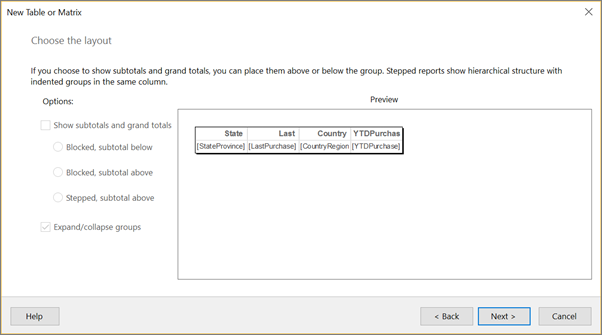 New Table or Matrix
Choose the layout
If you choose to show subtotals and grand totals, you can place them above or below the group. Stepped reports show hierarchical structure with
indented groups in the same column.
Options:
Preview
Show subtotals and grand totals
Blocked, subtotal below
Blocked, subtotal above
Stepped, subtotal above
Expand/collapse groups
State Last Country YTDPurchas
[StateProvince] [LastPurchase] [CountryRegion [YTDPurchase]
Help
< Back
Next >
Cancel